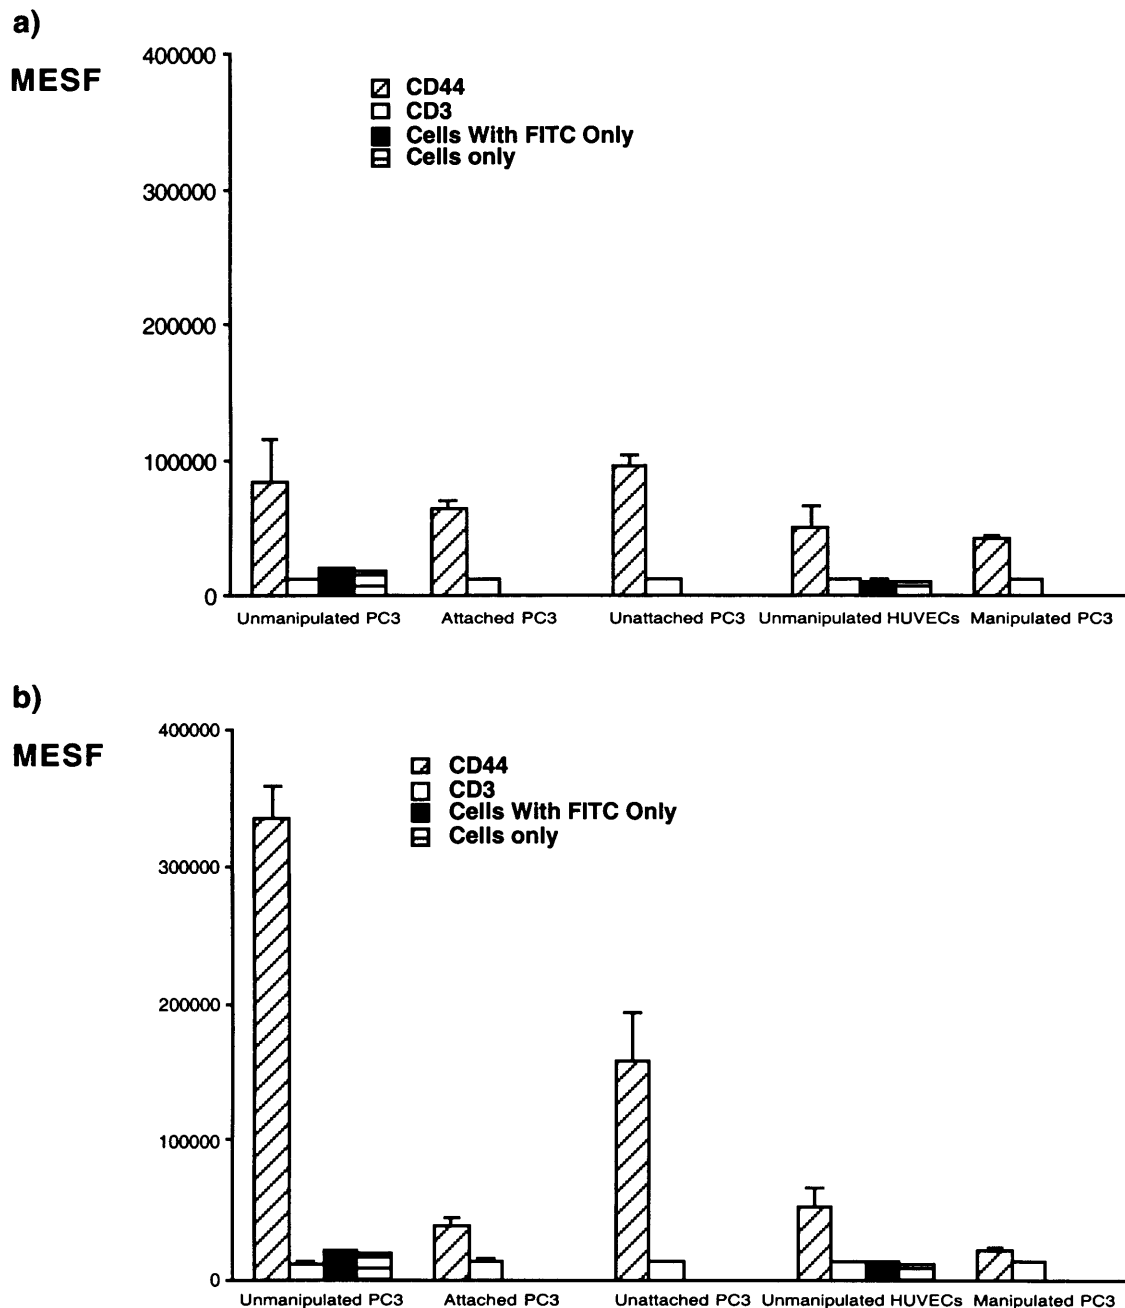 a)
MESF
400000
300000
200000
100000
0
CD44
CD3
Cells With FITC Only
Cells only
Unmanipulated PC3 Attached PC3 Unattached PC3 Unmanipulated HUVECs Manipulated PC3
b)
MESF
400000
300000
200000
100000
0
CD44
CD3
Cells With FITC Only
Cells only
Unmanipulated PC3 Attached PC3 Unattached PC3 Unmanipulated HUVECs Manipulated PC3